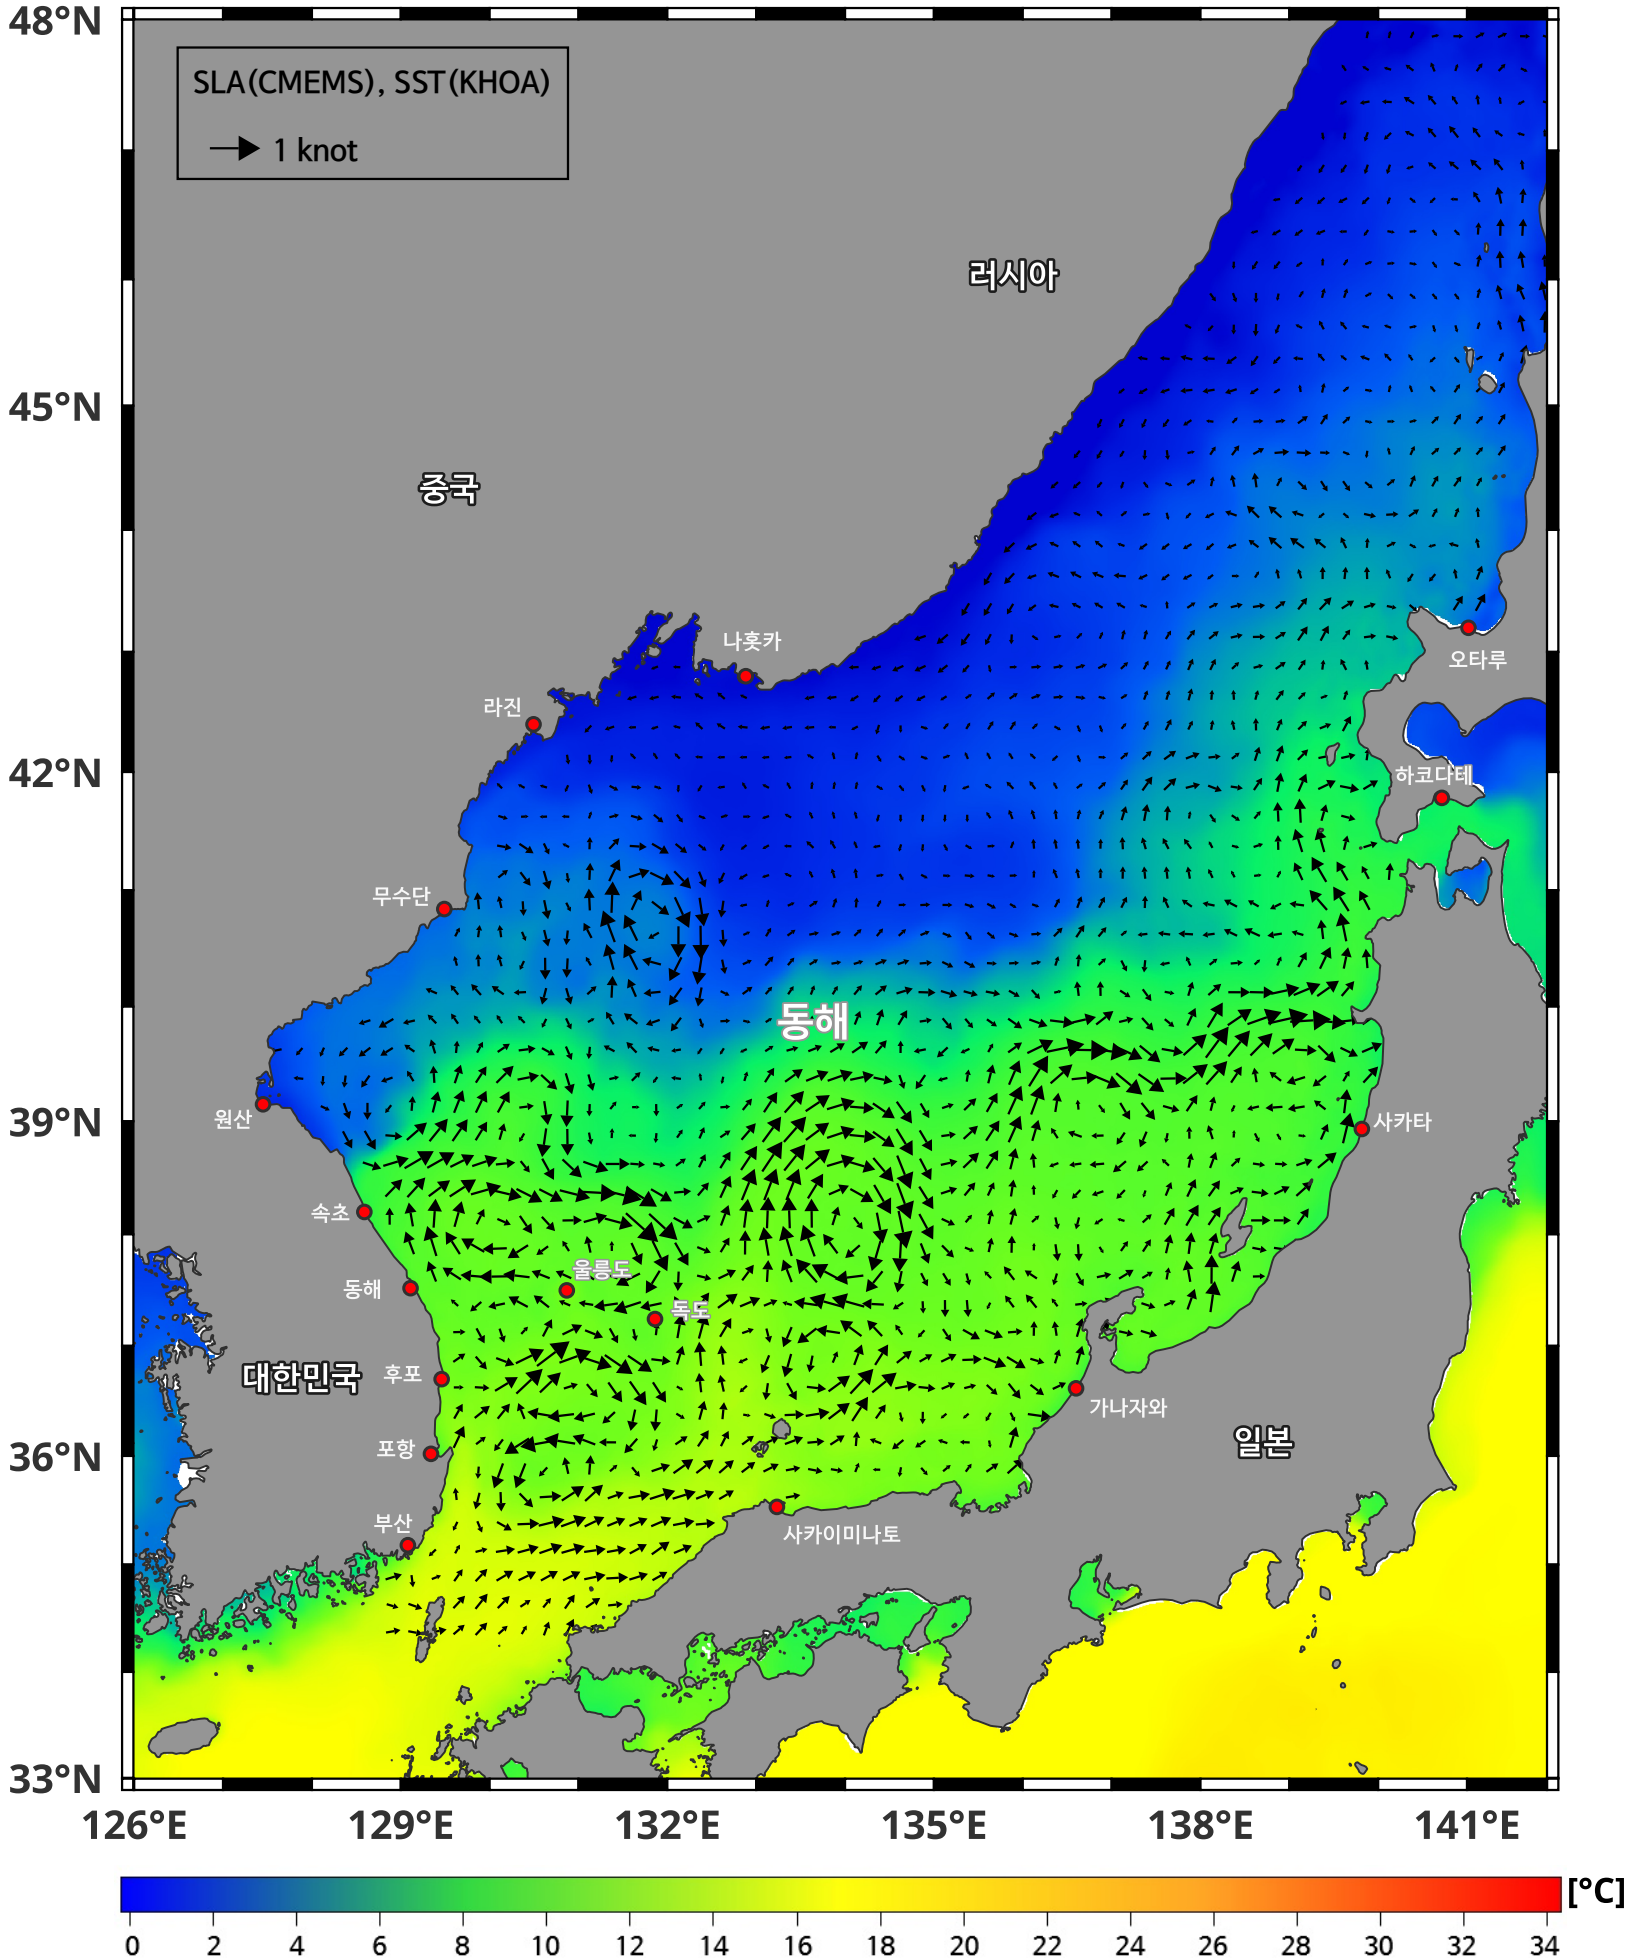 48°N
SLA(CMEMS), SST(KHOA)
1 knot
러시아
45°N
중국
나홋카
오타루
라진
42°N
하코다테
무수단
동해
39°N
원산
사카타
속초
울릉도
동해
독도
대한민국
후포
가나자와
포항
일본
36°N
부산
사카이미나토
33°N
126°E
129°E
132°E
135°E
138°E
141°E
[°C]
0 2 4 6 8 10 12 14 16 18 20 22 24 26 28 30 32 34